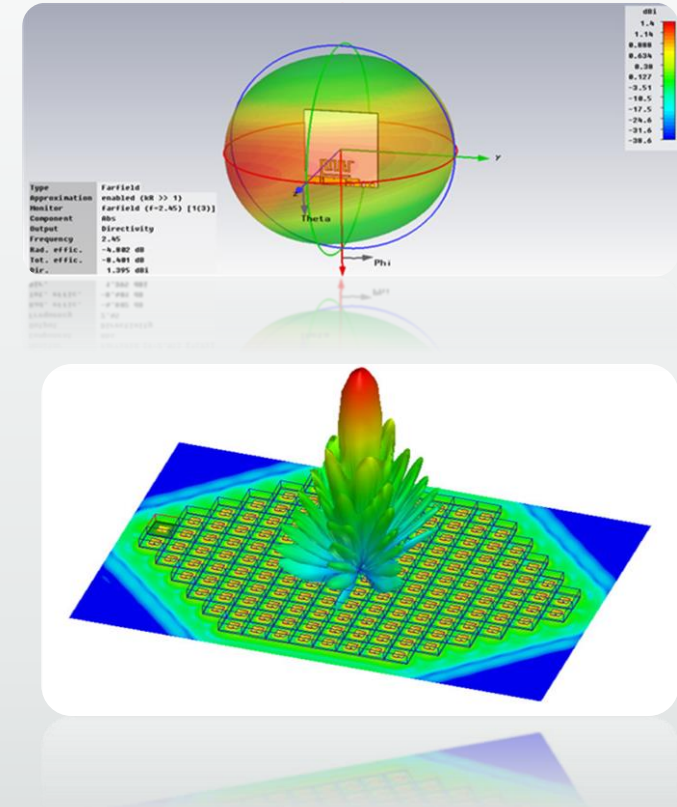 dBi
1.4
1.14
0.888
0.634
0.38
0.127
-3.51
-10.5
-17.5
-24.6
-31.6
-38.6
y
z
Theta
Phi
Type Farfield
Approximation enabled (kR >> 1)
Monitor farfield (f=2.45) [1(3)]
Component Abs
Output Directivity
Frequency 2.45
Rad. effic. -4.802 dB
Tot. effic. -8.401 dB
Dir. 1.395 dBi